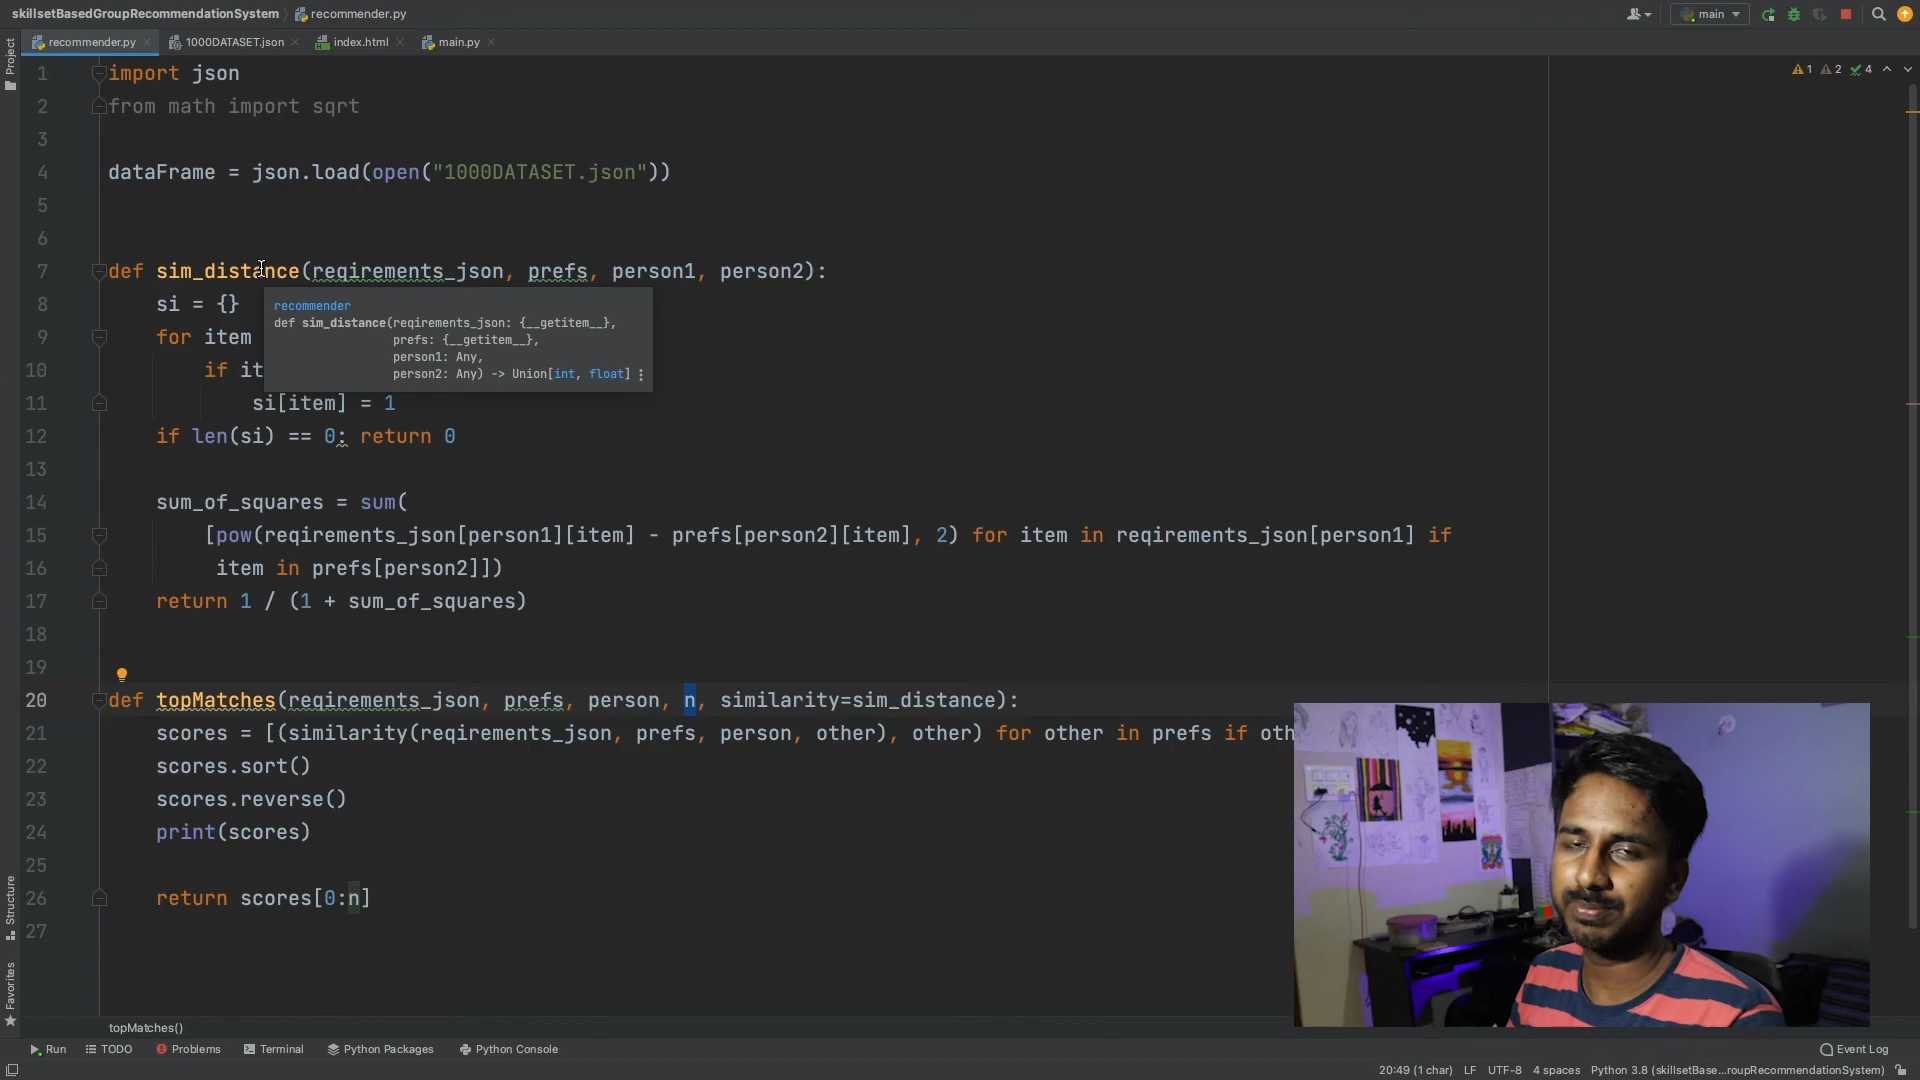 skillsetBasedGroupRecommendationSystem recommender.py
main
recommender.py 1000DATASET.json index.html main.py
Project
1 2 4
1 import json
2 from math import sqrt
3
4 dataFrame = json.load(open("1000DATASET.json"))
5
6
7 def sim_distance(reqirements_json, prefs, person1, person2):
8 si = {}
recommender
def sim_distance(reqirements_json: {__getitem__},
prefs: {__getitem__},
person1: Any,
person2: Any) -> Union[int, float]
9 for item
10 if it
11 si[item] = 1
12 if len(si) == 0: return 0
13
14 sum_of_squares = sum(
15 [pow(reqirements_json[person1][item] - prefs[person2][item], 2) for item in reqirements_json[person1] if
16 item in prefs[person2]])
17 return 1 / (1 + sum_of_squares)
18
19
20 def topMatches(reqirements_json, prefs, person, n, similarity=sim_distance):
21 scores = [(similarity(reqirements_json, prefs, person, other), other) for other in prefs if oth
22 scores.sort()
23 scores.reverse()
24 print(scores)
25
26 return scores[0:n]
27
Structure
Favorites
topMatches()
Run TODO Problems Terminal Python Packages Python Console Event Log
20:49 (1 char) LF UTF-8 4 spaces Python 3.8 (skillsetBase...roupRecommendationSystem)